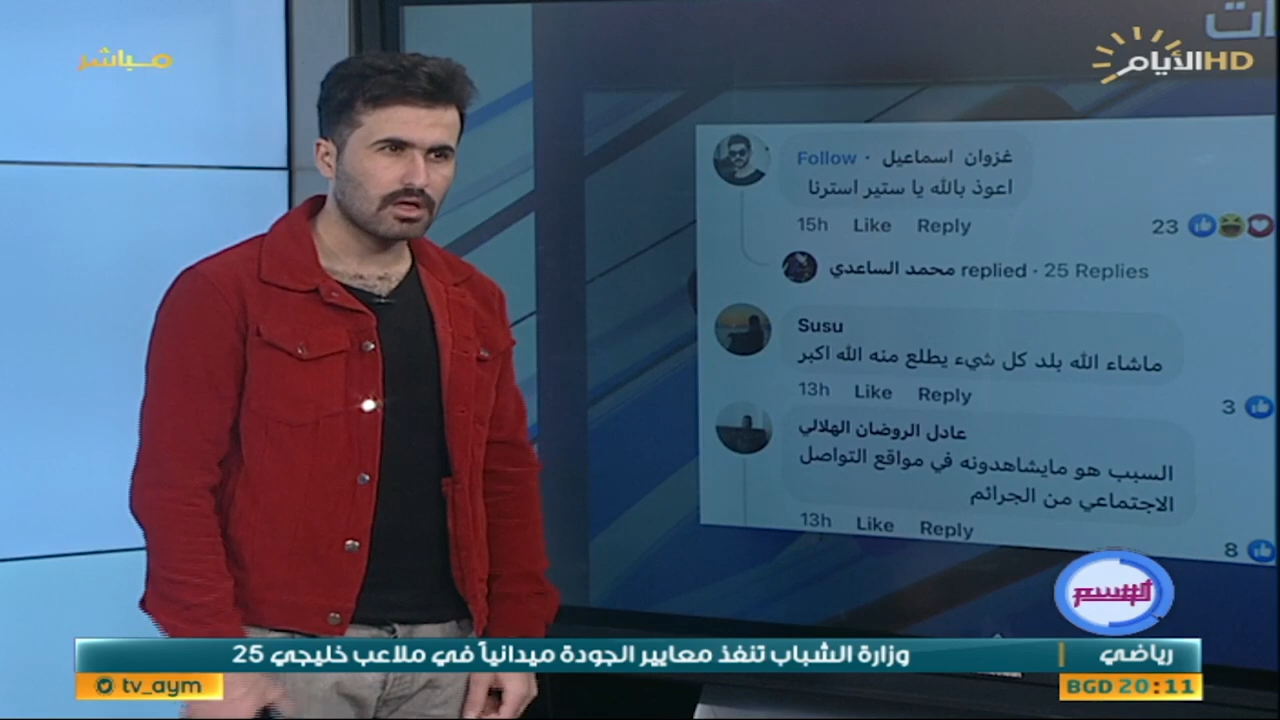 مباشر
الأيام HD
ات
غزوان اسماعيل · Follow
اعوذ بالله يا ستير استرنا
15h Like Reply 23
محمد الساعدي replied · 25 Replies
Susu
ماشاء الله بلد كل شيء يطلع منه الله اكبر
13h Like Reply 3
عادل الروضان الهلالي
السبب هو مايشاهدونه في مواقع التواصل
الاجتماعي من الجرائم
13h Like Reply 8
رياضي
وزارة الشباب تنفذ معايير الجودة ميدانياً في ملاعب خليجي 25
tv_aym
BGD 20:11